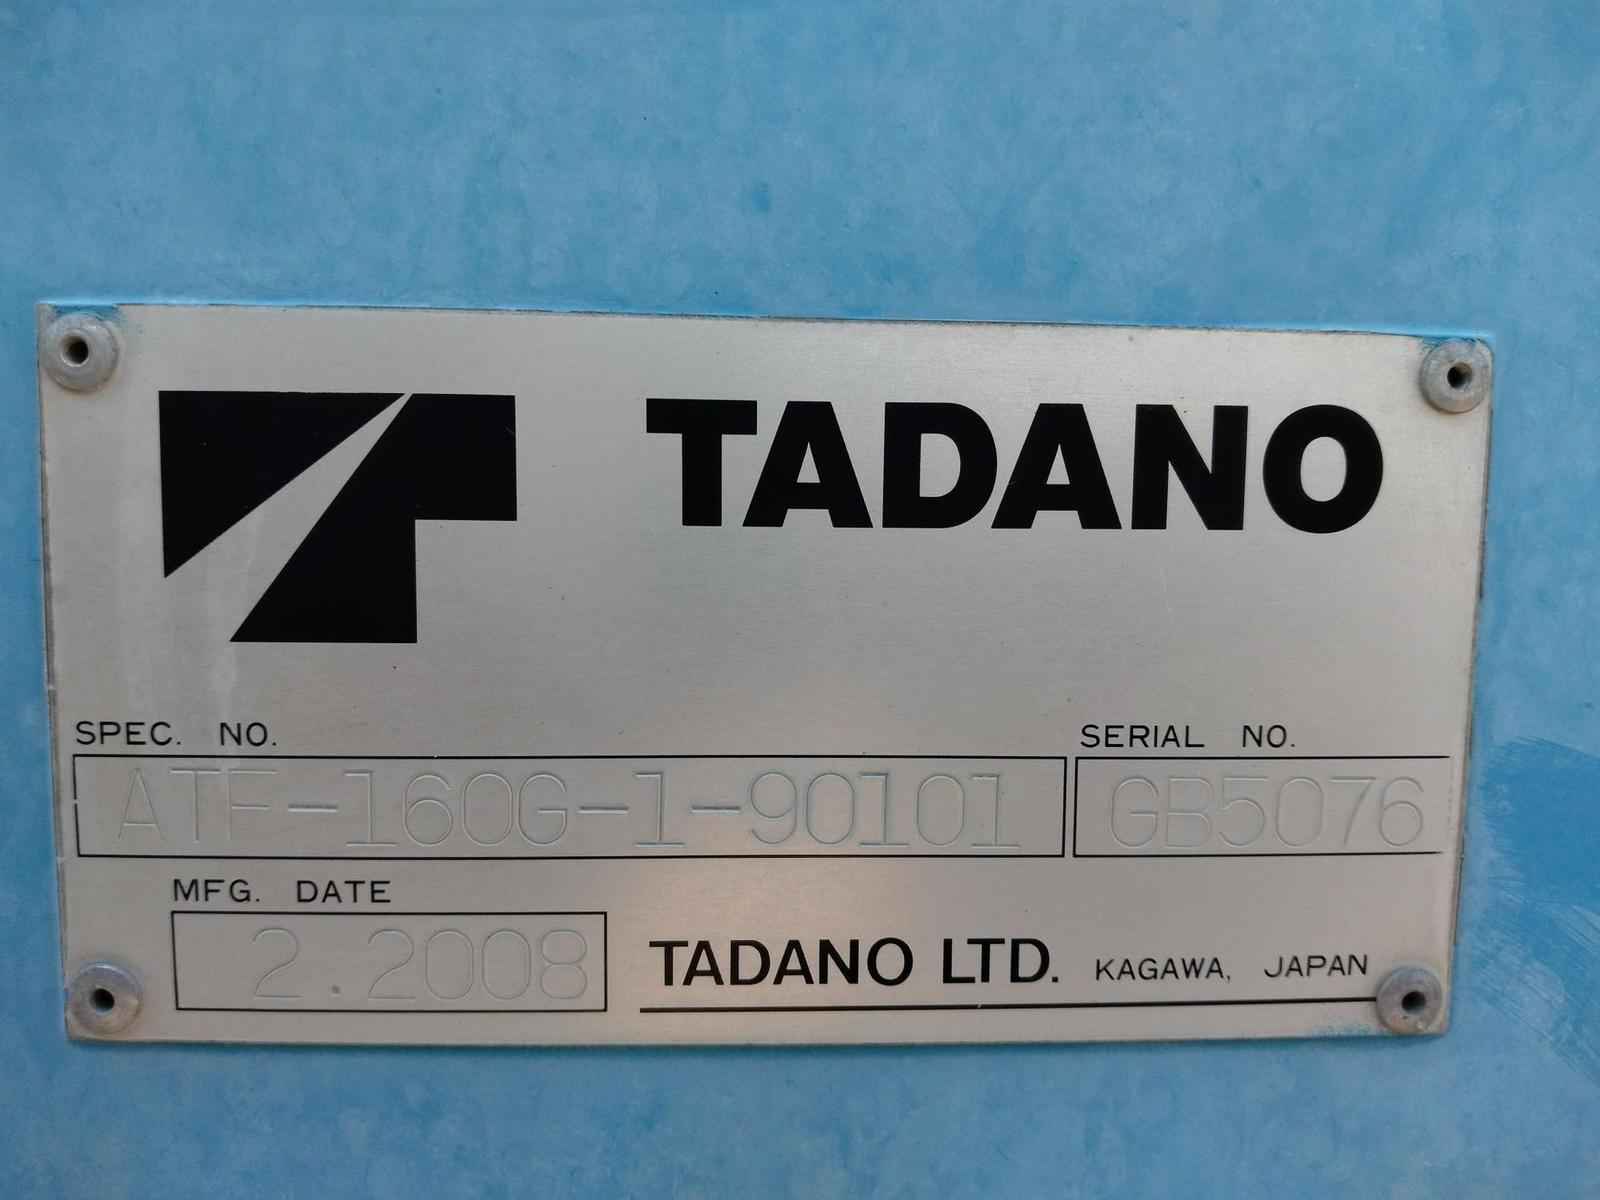 TADANO
SPEC. NO. SERIAL NO.
ATF-160G-1-90101 GB5076
MFG. DATE
2.2008
TADANO LTD. KAGAWA, JAPAN